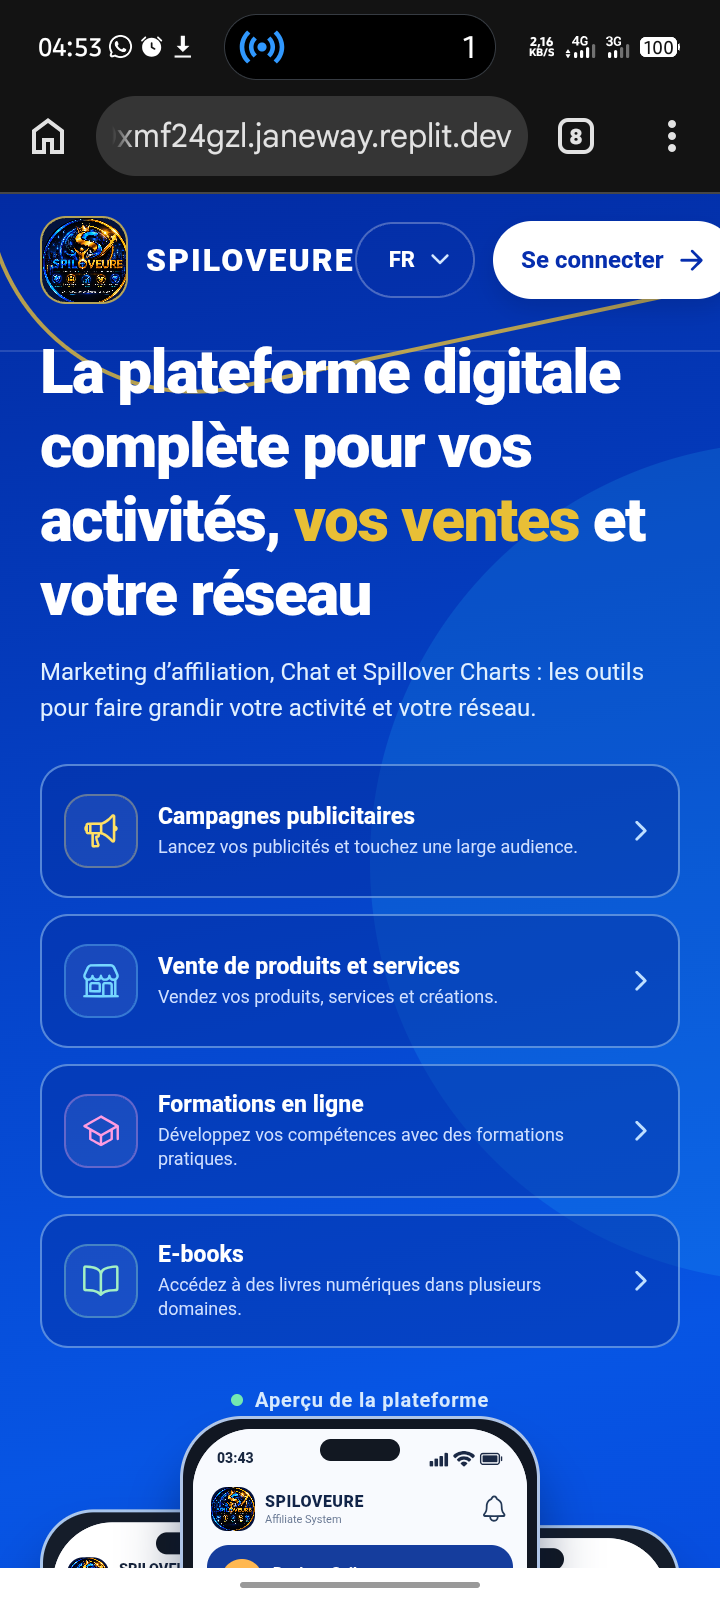 04:53
1
2,16 KB/S
4G
3G
100
xmf24gzl.janeway.replit.dev
8
SPILOVEURE
SPILOVEURE
FR
Se connecter
La plateforme digitale
complète pour vos
activités, vos ventes et
votre réseau
Marketing d’affiliation, Chat et Spillover Charts : les outils
pour faire grandir votre activité et votre réseau.
Campagnes publicitaires
Lancez vos publicités et touchez une large audience.
Vente de produits et services
Vendez vos produits, services et créations.
Formations en ligne
Développez vos compétences avec des formations
pratiques.
E-books
Accédez à des livres numériques dans plusieurs
domaines.
Aperçu de la plateforme
03:43
SPILOVEURE
Affiliate System